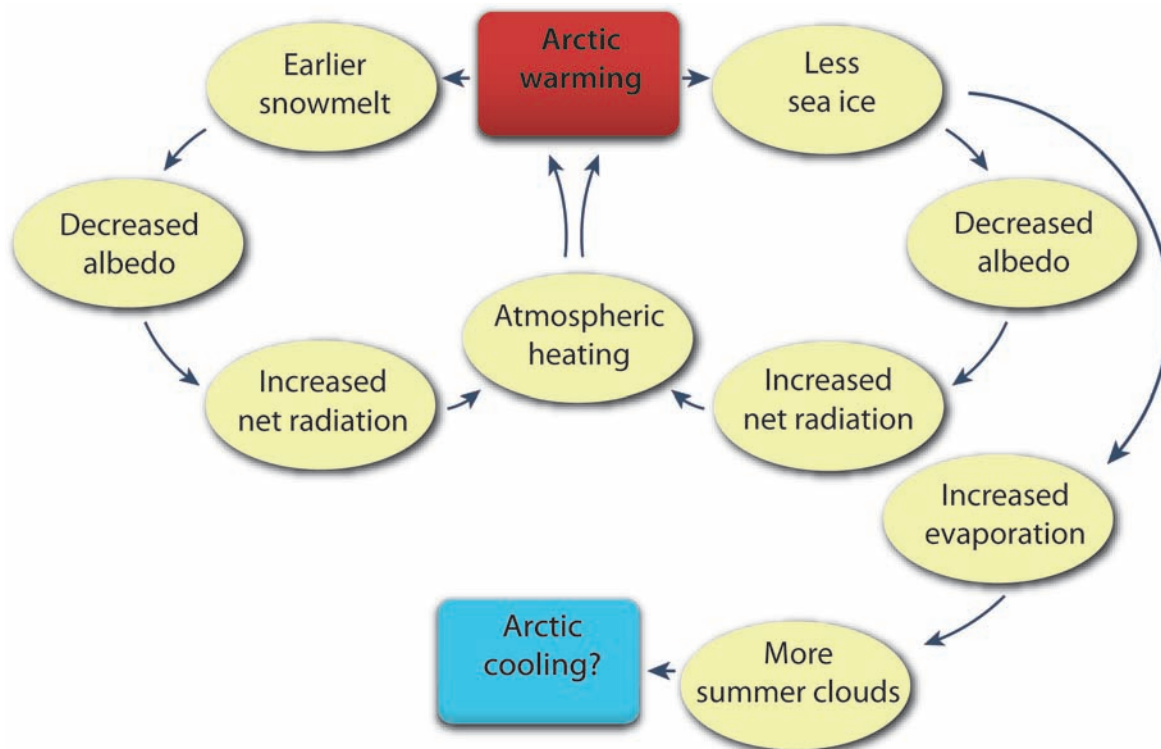 Arctic
warming
Earlier
snowmelt
Less
sea ice
Decreased
albedo
Decreased
albedo
Atmospheric
heating
Increased
net radiation
Increased
net radiation
Increased
evaporation
Arctic
cooling?
More
summer clouds